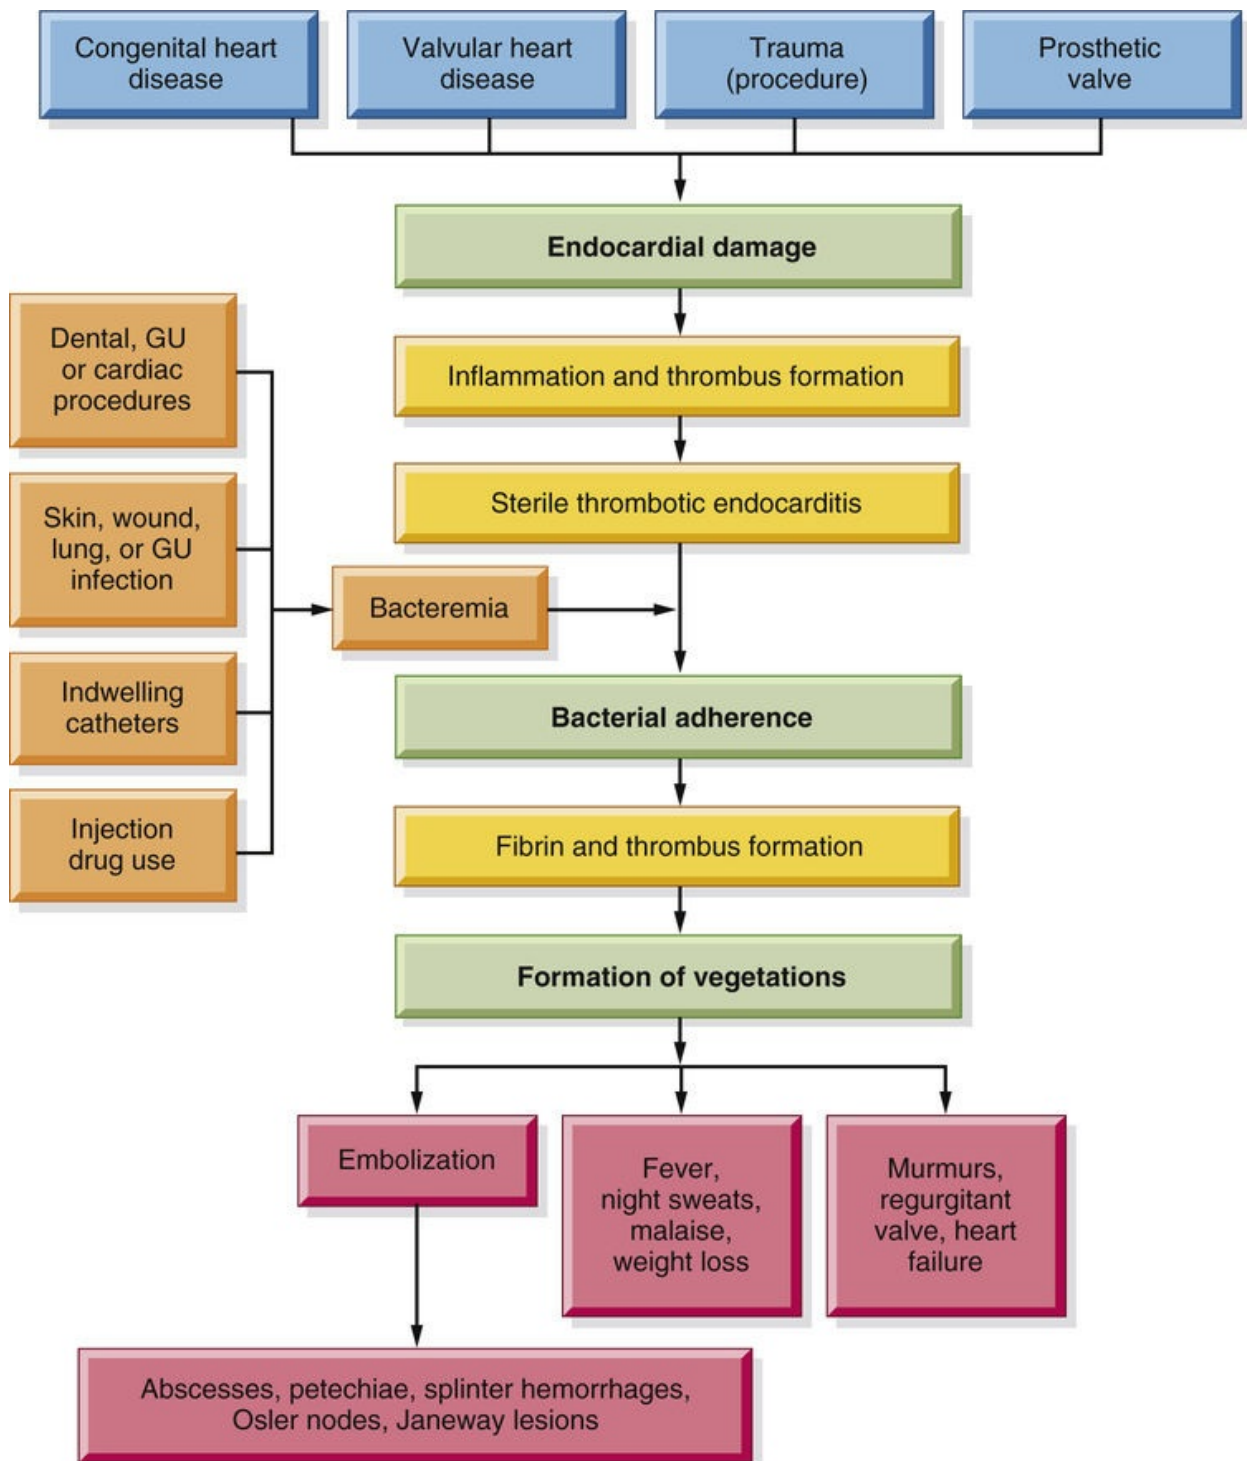 Congenital heart
disease
Valvular heart
disease
Trauma
(procedure)
Prosthetic
valve
Endocardial damage
Inflammation and thrombus formation
Sterile thrombotic endocarditis
Dental, GU
or cardiac
procedures
Skin, wound,
lung, or GU
infection
Indwelling
catheters
Injection
drug use
Bacteremia
Bacterial adherence
Fibrin and thrombus formation
Formation of vegetations
Embolization
Fever,
night sweats,
malaise,
weight loss
Murmurs,
regurgitant
valve, heart
failure
Abscesses, petechiae, splinter hemorrhages,
Osler nodes, Janeway lesions